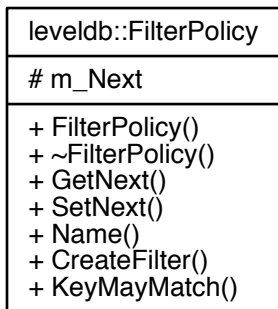 leveldb::FilterPolicy
# m_Next
+ FilterPolicy()
+ ~FilterPolicy()
+ GetNext()
+ SetNext()
+ Name()
+ CreateFilter()
+ KeyMayMatch()